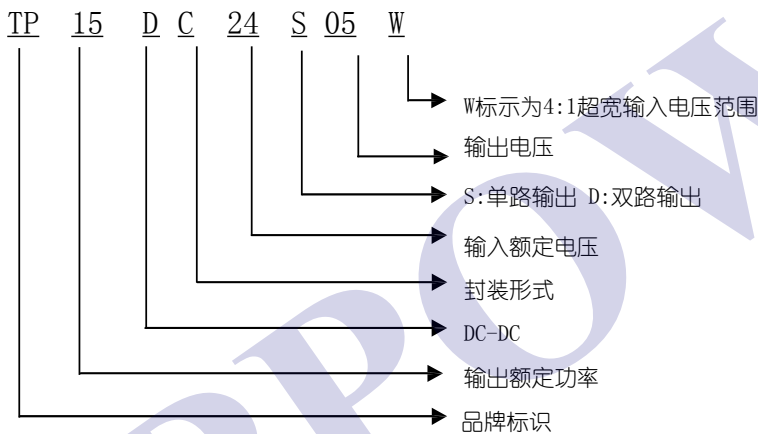 TP 15 D C 24 S 05 W
W标示为4:1超宽输入电压范围
输出电压
S:单路输出 D:双路输出
输入额定电压
封装形式
DC-DC
输出额定功率
品牌标识